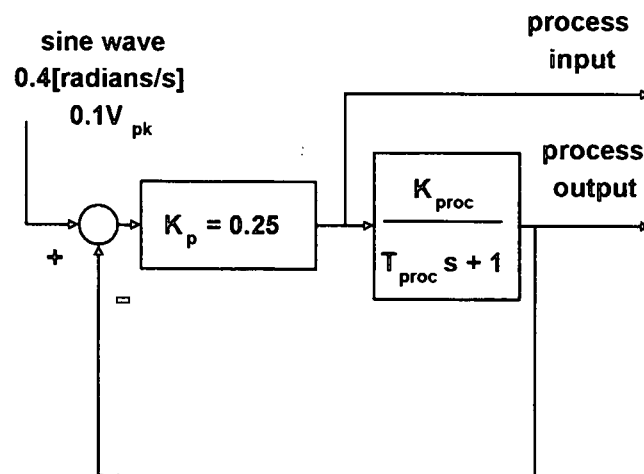 sine wave
0.4[radians/s]
0.1V pk
process
input
process
output
+
-
K p = 0.25
K proc
T proc s + 1